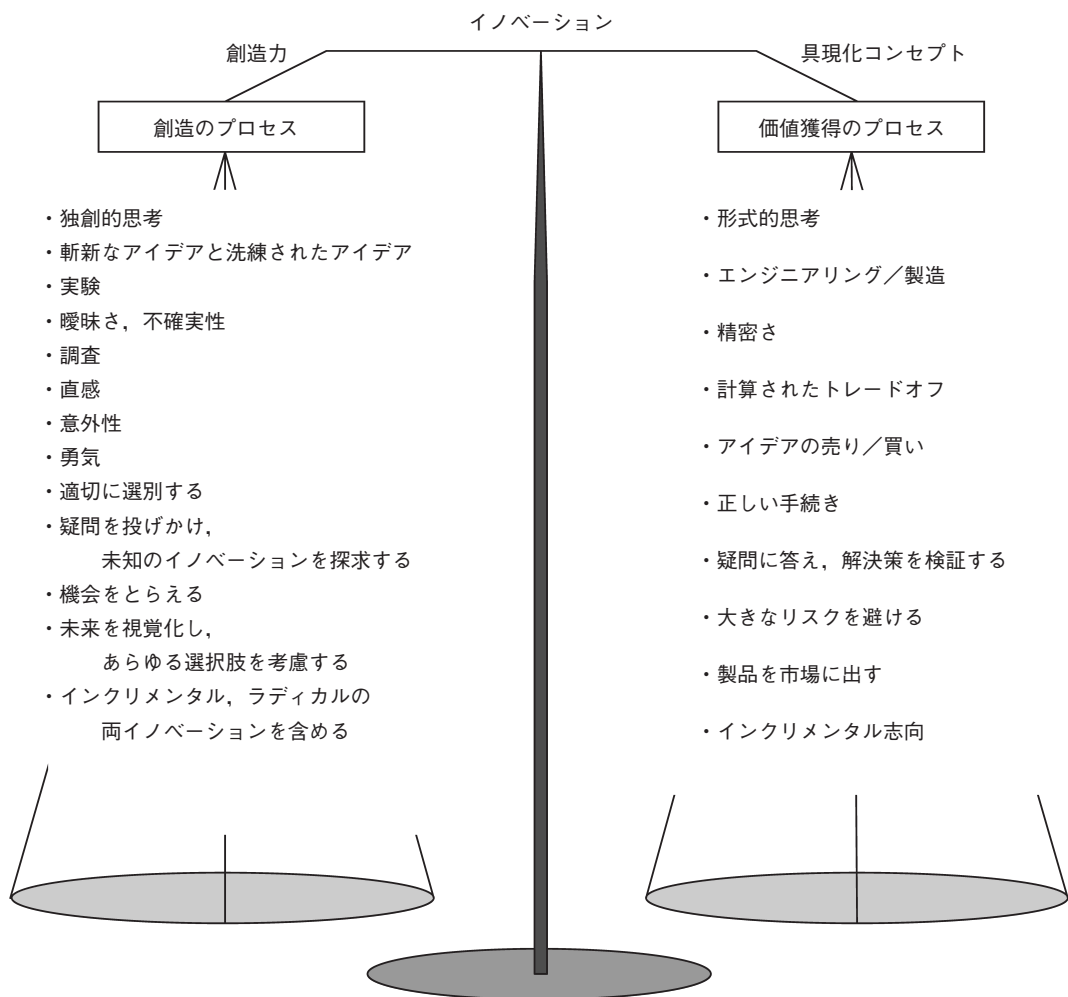 イノベーション
創造力
具現化コンセプト
創造のプロセス
価値獲得のプロセス
・独創的思考
・斬新なアイデアと洗練されたアイデア
・実験
・曖昧さ，不確実性
・調査
・直感
・意外性
・勇気
・適切に選別する
・疑問を投げかけ，
未知のイノベーションを探求する
・機会をとらえる
・未来を視覚化し，
あらゆる選択肢を考慮する
・インクリメンタル，ラディカルの
両イノベーションを含める
・形式的思考
・エンジニアリング／製造
・精密さ
・計算されたトレードオフ
・アイデアの売り／買い
・正しい手続き
・疑問に答え，解決策を検証する
・大きなリスクを避ける
・製品を市場に出す
・インクリメンタル志向